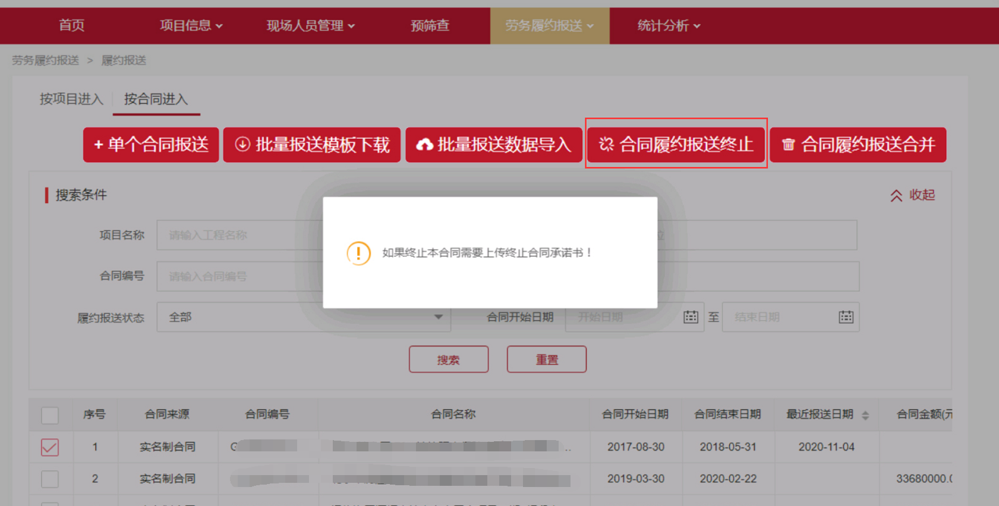 首页 项目信息 现场人员管理 预筛查 劳务履约报送 统计分析
劳务履约报送 > 履约报送
按项目进入 按合同进入
+ 单个合同报送 批量报送模板下载 批量报送数据导入 合同履约报送终止 合同履约报送合并
搜索条件 收起
项目名称 请输入工程名称
如果终止本合同需要上传终止合同承诺书！
合同编号 请输入合同编号
履约报送状态 全部 合同开始日期 开始日期 至 结束日期
搜索 重置
序号 合同来源 合同编号 合同名称 合同开始日期 合同结束日期 最近报送日期 合同金额(元
1 实名制合同 2017-08-30 2018-05-31 2020-11-04
2 实名制合同 2019-03-30 2020-02-22 33680000.0